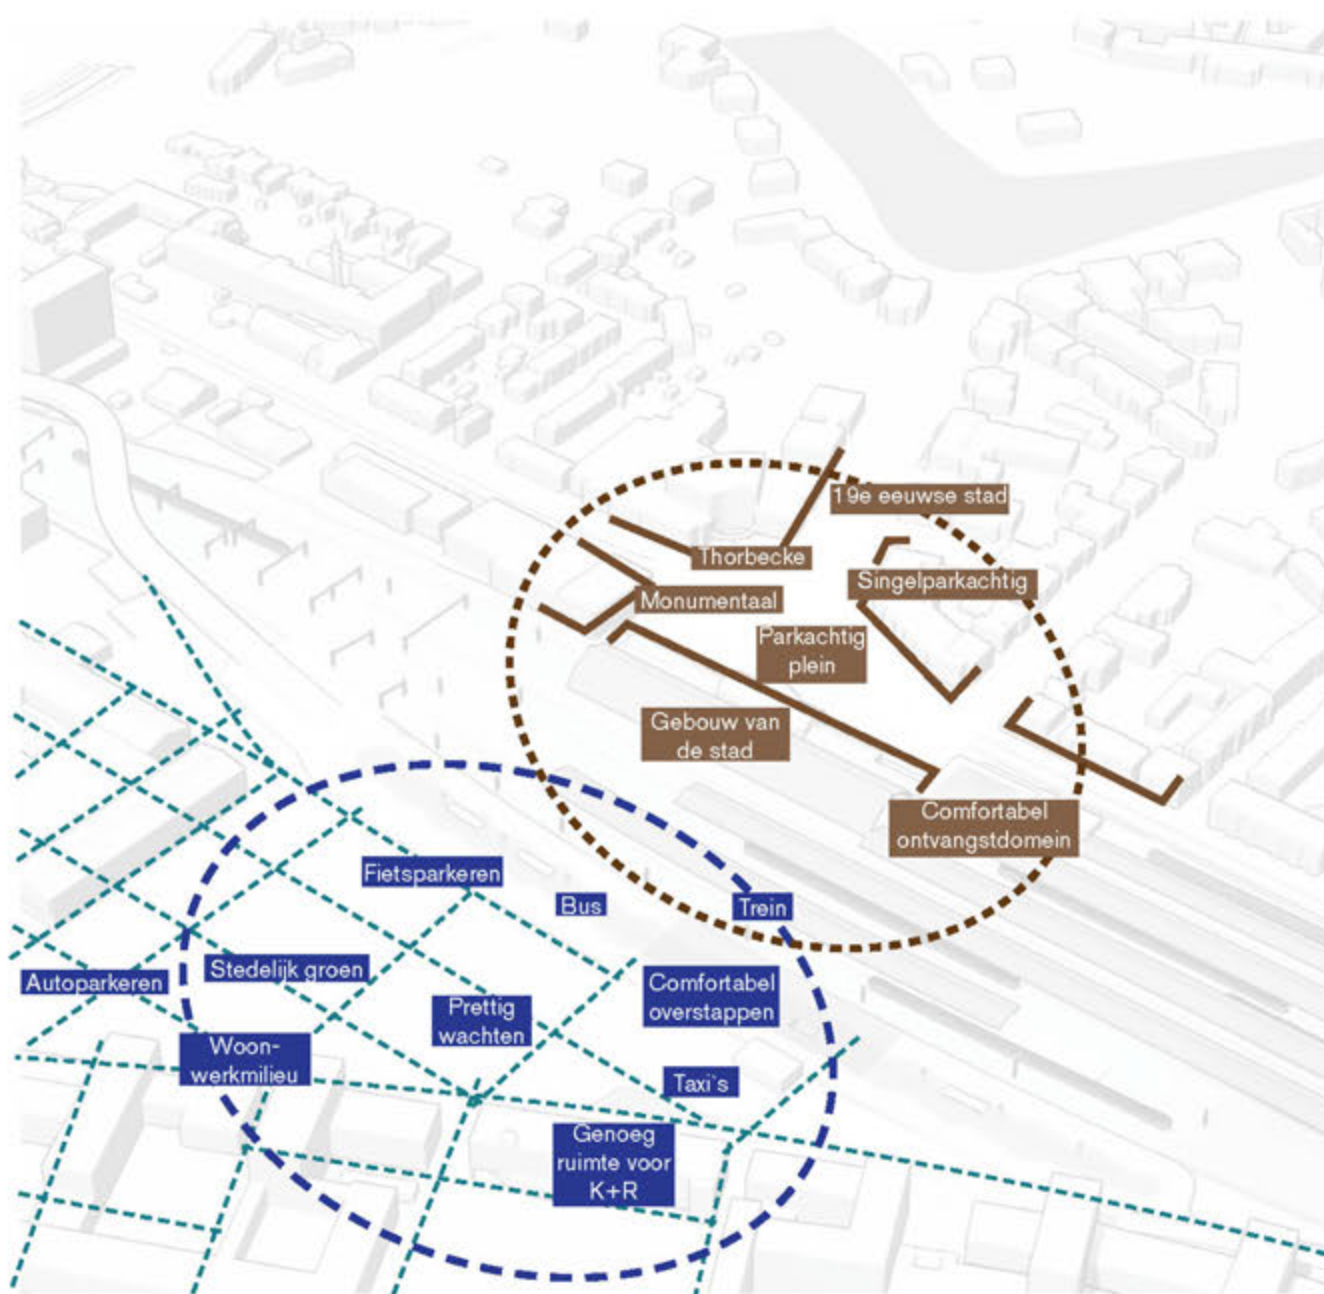 19e eeuwse stad
Thorbecke
Singelparkachtig
Monumentaal
Parkachtig
plein
Gebouw van
de stad
Comfortabel
ontvangstdomein
Fietsparkeren
Bus
Trein
Stedelijk groen
Autoparkeren
Comfortabel
overstappen
Prettig
wachten
Woon-
werkmilieu
Taxi`s
Genoeg
ruimte voor
K+R